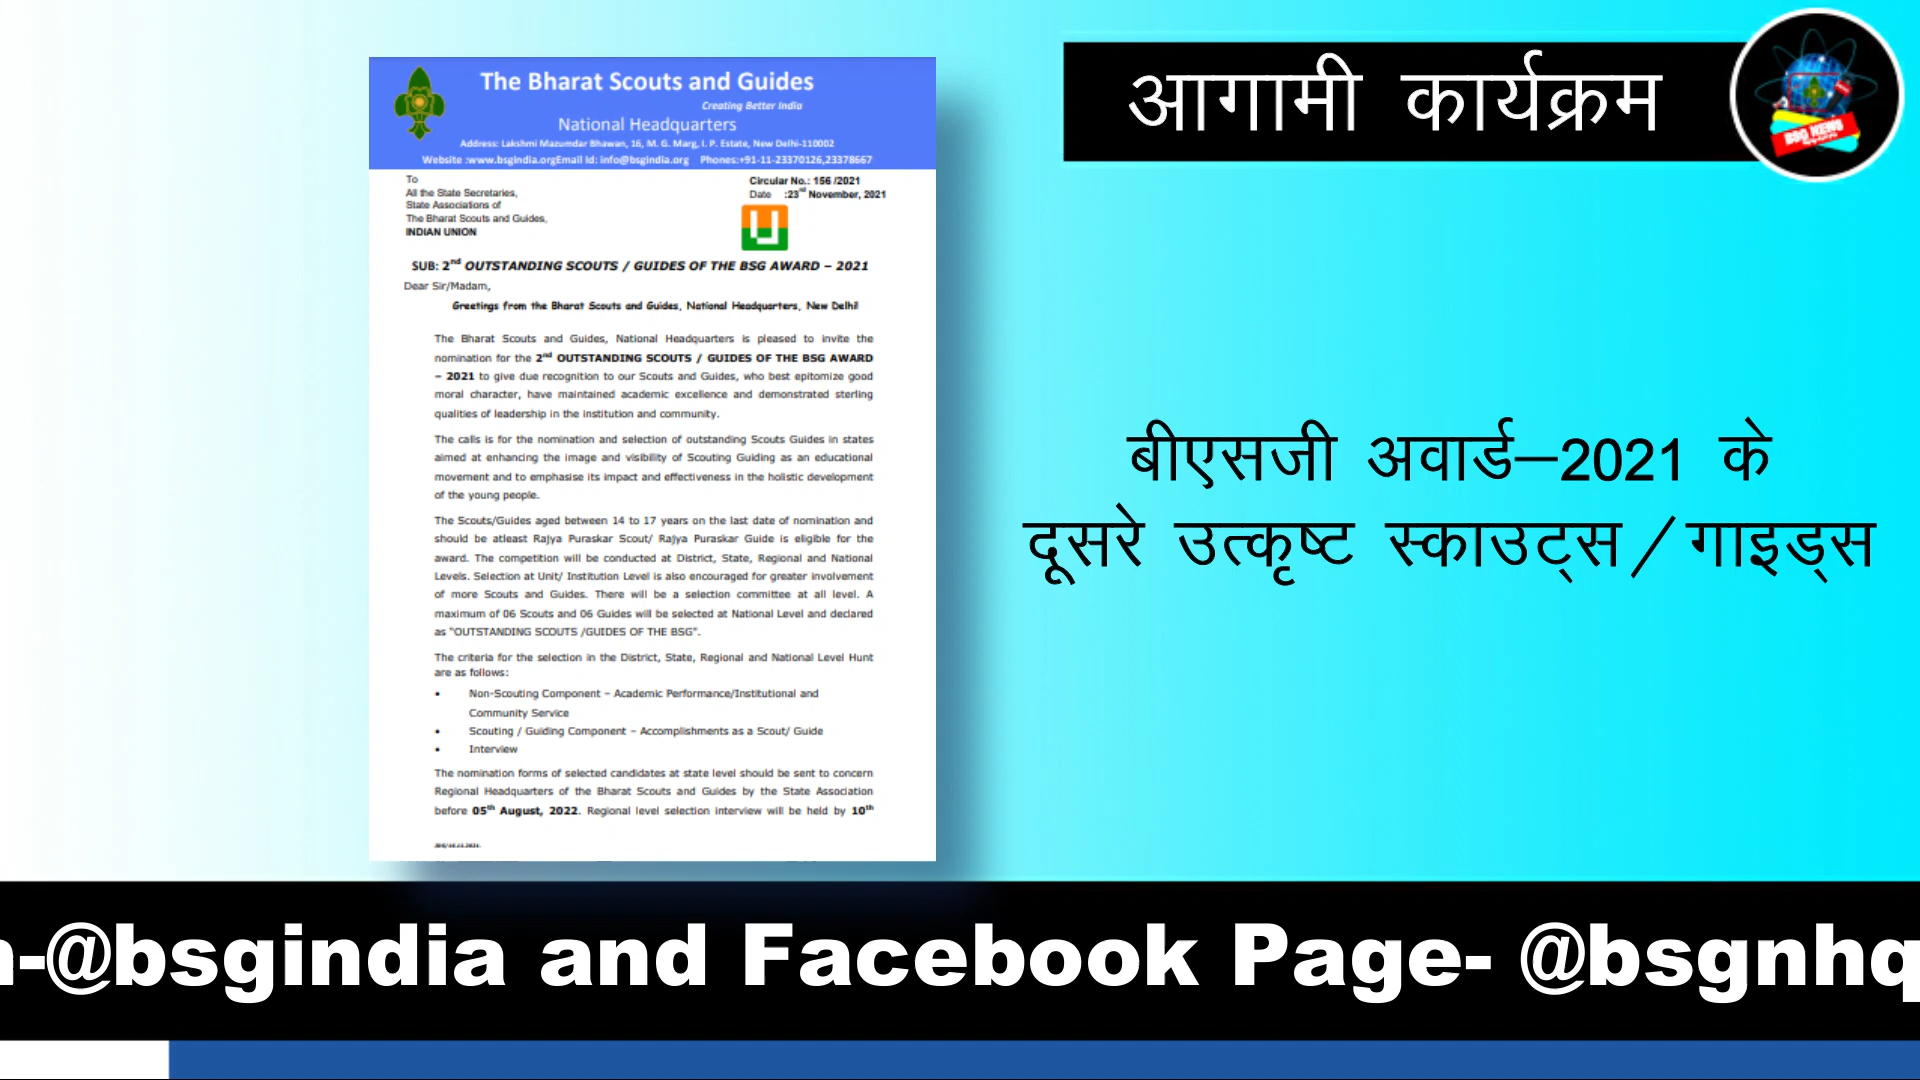 The Bharat Scouts and Guides
Creating Better India
National Headquarters
Address: Lakshmi Mazumdar Bhawan, 16, M. G. Marg, I. P. Estate, New Delhi-110002
Website :www.bsgindia.orgEmail Id: info@bsgindia.org Phones:+91-11-23370126,23378667
To
All the State Secretaries,
State Associations of
The Bharat Scouts and Guides,
INDIAN UNION
Circular No.: 156 /2021
Date :23rd November, 2021
SUB: 2nd OUTSTANDING SCOUTS / GUIDES OF THE BSG AWARD – 2021
Dear Sir/Madam,
Greetings from the Bharat Scouts and Guides, National Headquarters, New Delhi!
The Bharat Scouts and Guides, National Headquarters is pleased to invite the
nomination for the 2nd OUTSTANDING SCOUTS / GUIDES OF THE BSG AWARD
– 2021 to give due recognition to our Scouts and Guides, who best epitomize good
moral character, have maintained academic excellence and demonstrated sterling
qualities of leadership in the institution and community.
The calls is for the nomination and selection of outstanding Scouts Guides in states
aimed at enhancing the image and visibility of Scouting Guiding as an educational
movement and to emphasise its impact and effectiveness in the holistic development
of the young people.
The Scouts/Guides aged between 14 to 17 years on the last date of nomination and
should be atleast Rajya Puraskar Scout/ Rajya Puraskar Guide is eligible for the
award. The competition will be conducted at District, State, Regional and National
Levels. Selection at Unit/ Institution Level is also encouraged for greater involvement
of more Scouts and Guides. There will be a selection committee at all level. A
maximum of 06 Scouts and 06 Guides will be selected at National Level and declared
as "OUTSTANDING SCOUTS /GUIDES OF THE BSG".
The criteria for the selection in the District, State, Regional and National Level Hunt
are as follows:
• Non-Scouting Component – Academic Performance/Institutional and
Community Service
• Scouting / Guiding Component – Accomplishments as a Scout/ Guide
• Interview
The nomination forms of selected candidates at state level should be sent to concern
Regional Headquarters of the Bharat Scouts and Guides by the State Association
before 05th August, 2022. Regional level selection interview will be held by 10th
आगामी कार्यक्रम
BSG NEWS
बीएसजी अवार्ड–2021 के
दूसरे उत्कृष्ट स्काउट्स/गाइड्स
-@bsgindia and Facebook Page- @bsgnhq